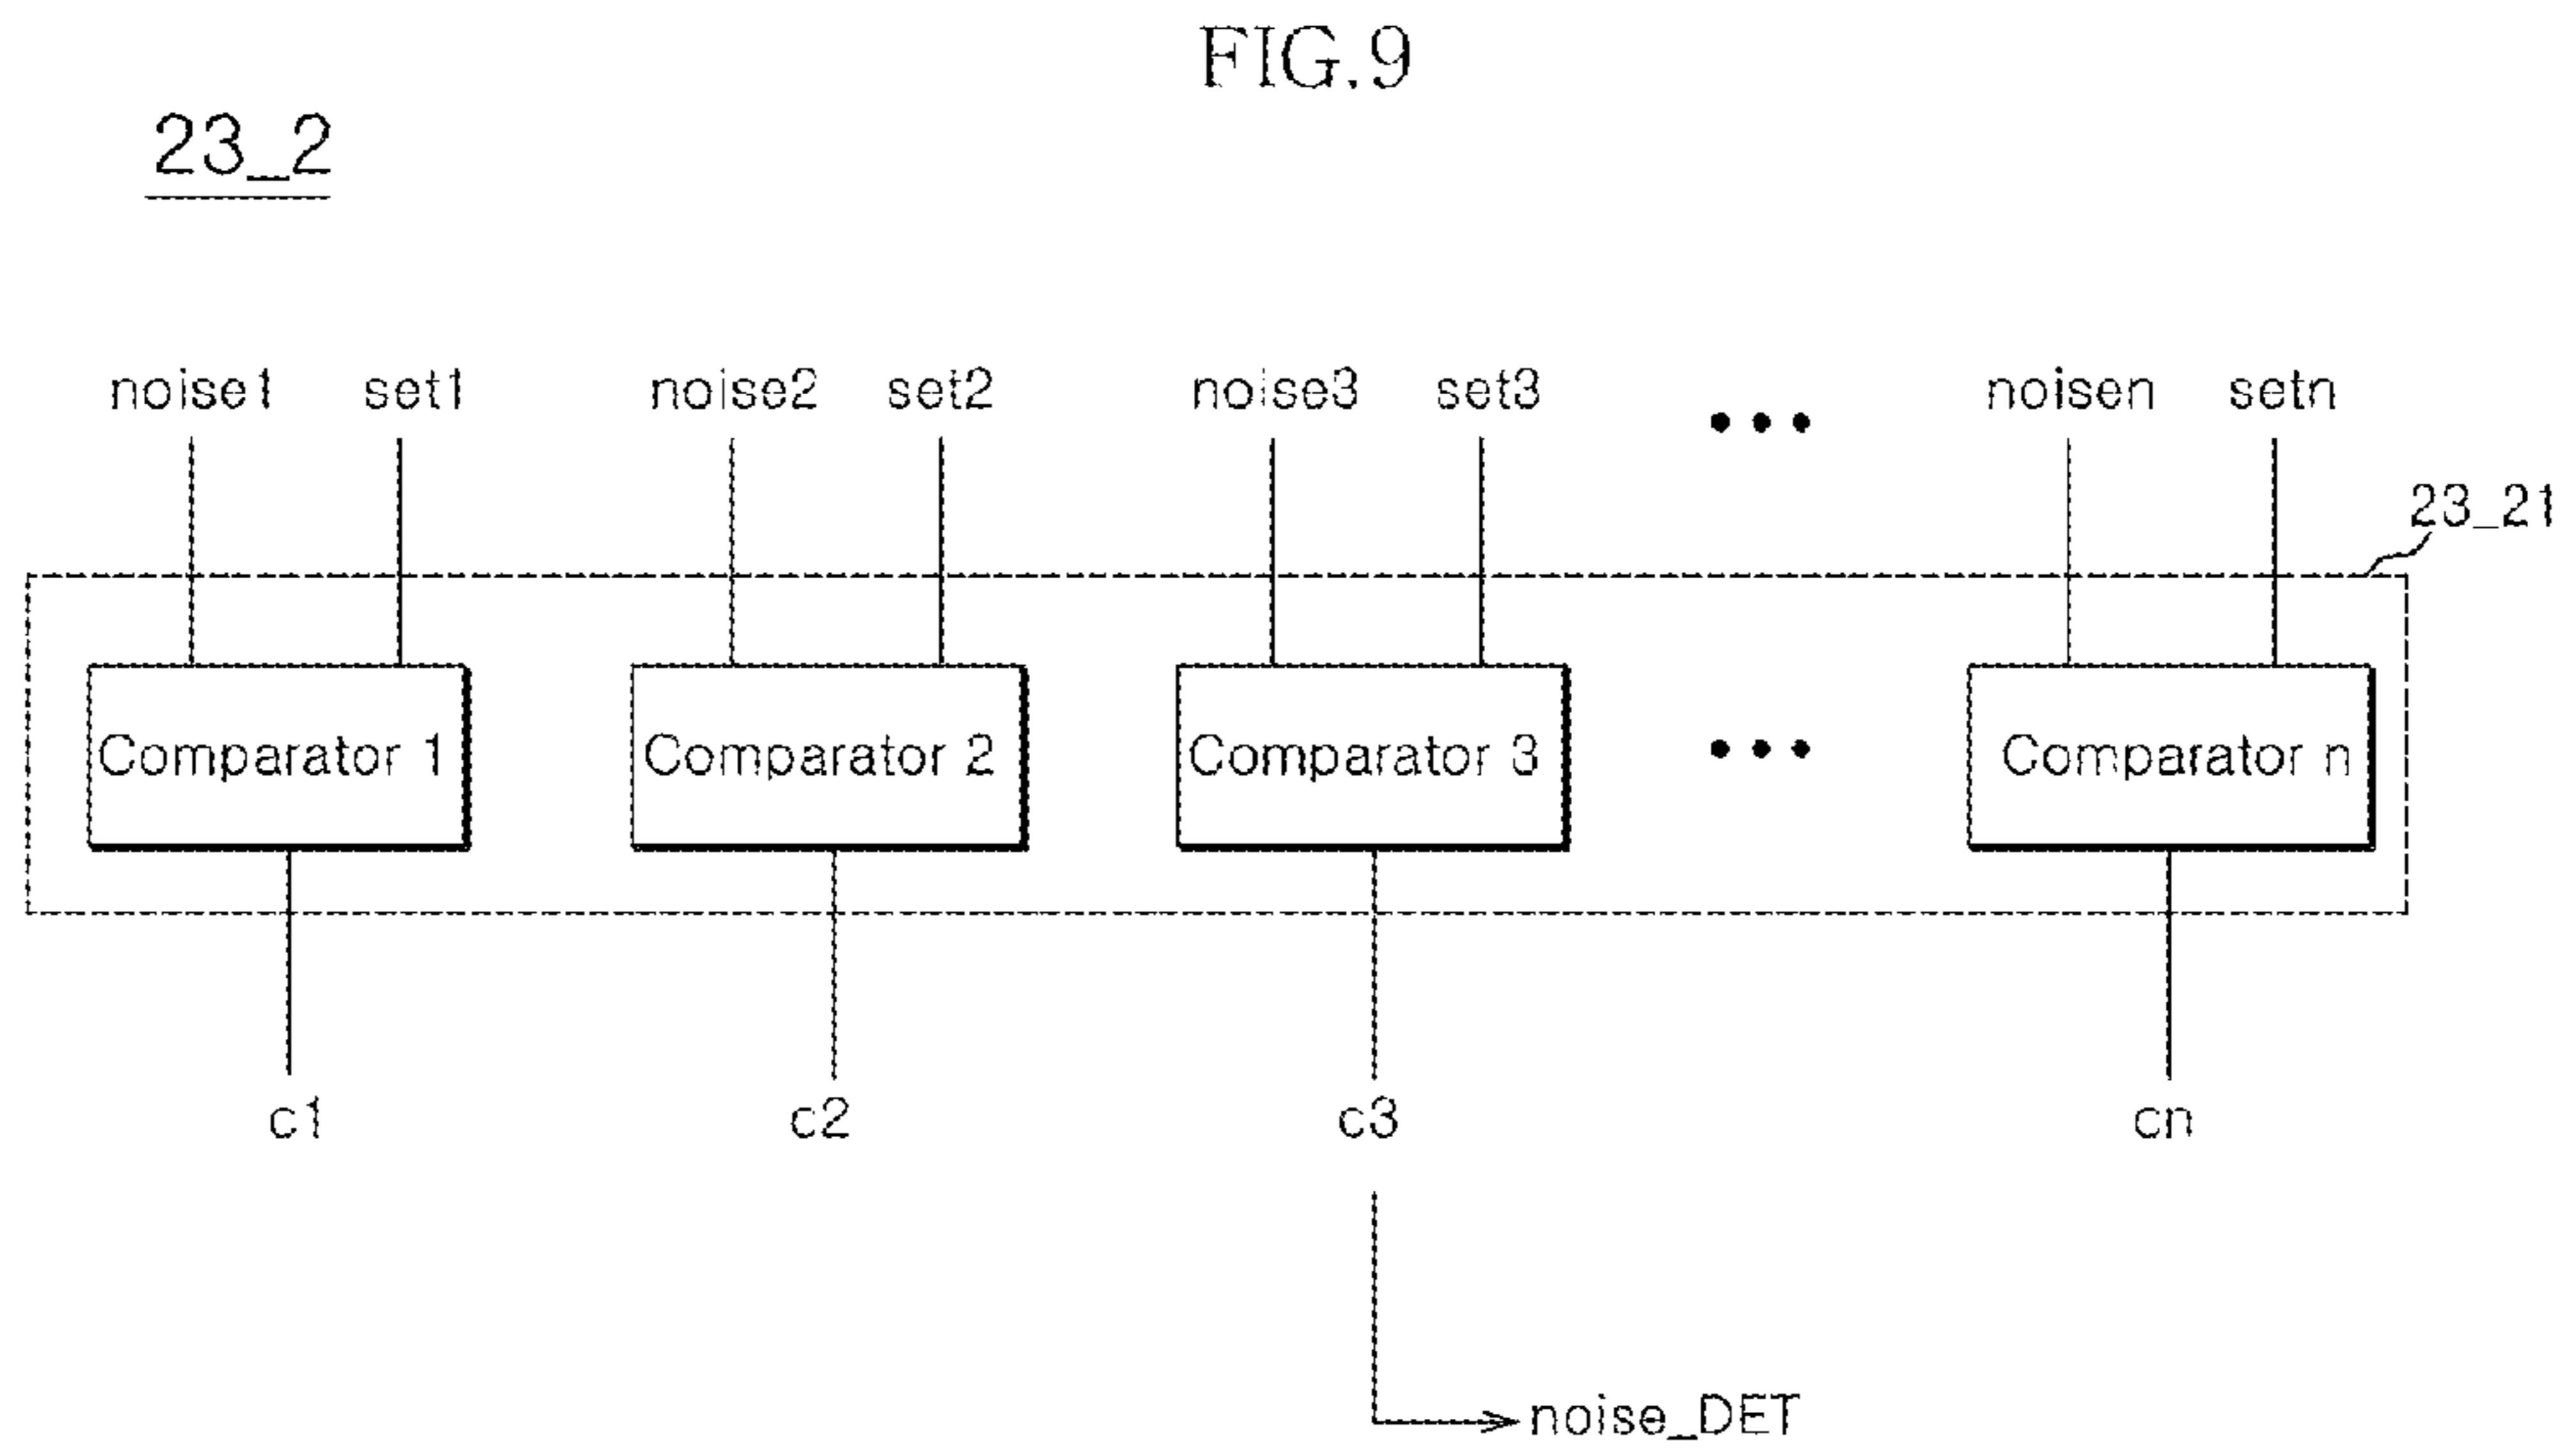 FIG.9
23_2
noise1 set1 noise2 set2 noise3 set3 ••• noisen setn
23_21
Comparator 1 Comparator 2 Comparator 3 ••• Comparator n
c1 c2 c3 cn
noise_DET